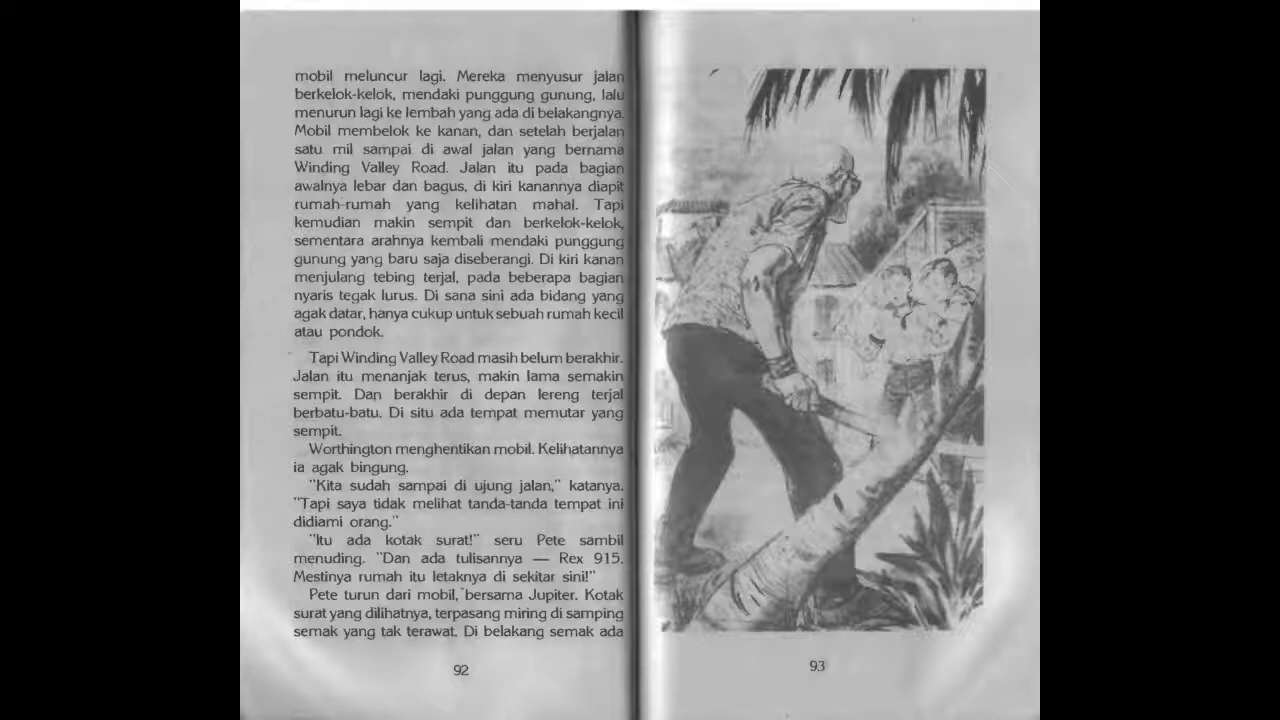 mobil meluncur lagi. Mereka menyusur jalan
berkelok-kelok, mendaki punggung gunung, lalu
menurun lagi ke lembah yang ada di belakangnya.
Mobil membelok ke kanan, dan setelah berjalan
satu mil sampai di awal jalan yang bernama
Winding Valley Road. Jalan itu pada bagian
awalnya lebar dan bagus, di kiri kanannya diapit
rumah-rumah yang kelihatan mahal. Tapi
kemudian makin sempit dan berkelok-kelok,
sementara arahnya kembali mendaki punggung
gunung yang baru saja diseberangi. Di kiri kanan
menjulang tebing terjal, pada beberapa bagian
nyaris tegak lurus. Di sana sini ada bidang yang
agak datar, hanya cukup untuk sebuah rumah kecil
atau pondok.
Tapi Winding Valley Road masih belum berakhir.
Jalan itu menanjak terus, makin lama semakin
sempit. Dan berakhir di depan lereng terjal
berbatu-batu. Di situ ada tempat memutar yang
sempit.
Worthington menghentikan mobil. Kelihatannya
ia agak bingung.
"Kita sudah sampai di ujung jalan," katanya.
"Tapi saya tidak melihat tanda-tanda tempat ini
didiami orang."
"Itu ada kotak surat!" seru Pete sambil
menuding. "Dan ada tulisannya — Rex 915.
Mestinya rumah itu letaknya di sekitar sini!"
Pete turun dari mobil, bersama Jupiter. Kotak
surat yang dilihatnya, terpasang miring di samping
semak yang tak terawat. Di belakang semak ada
92
93